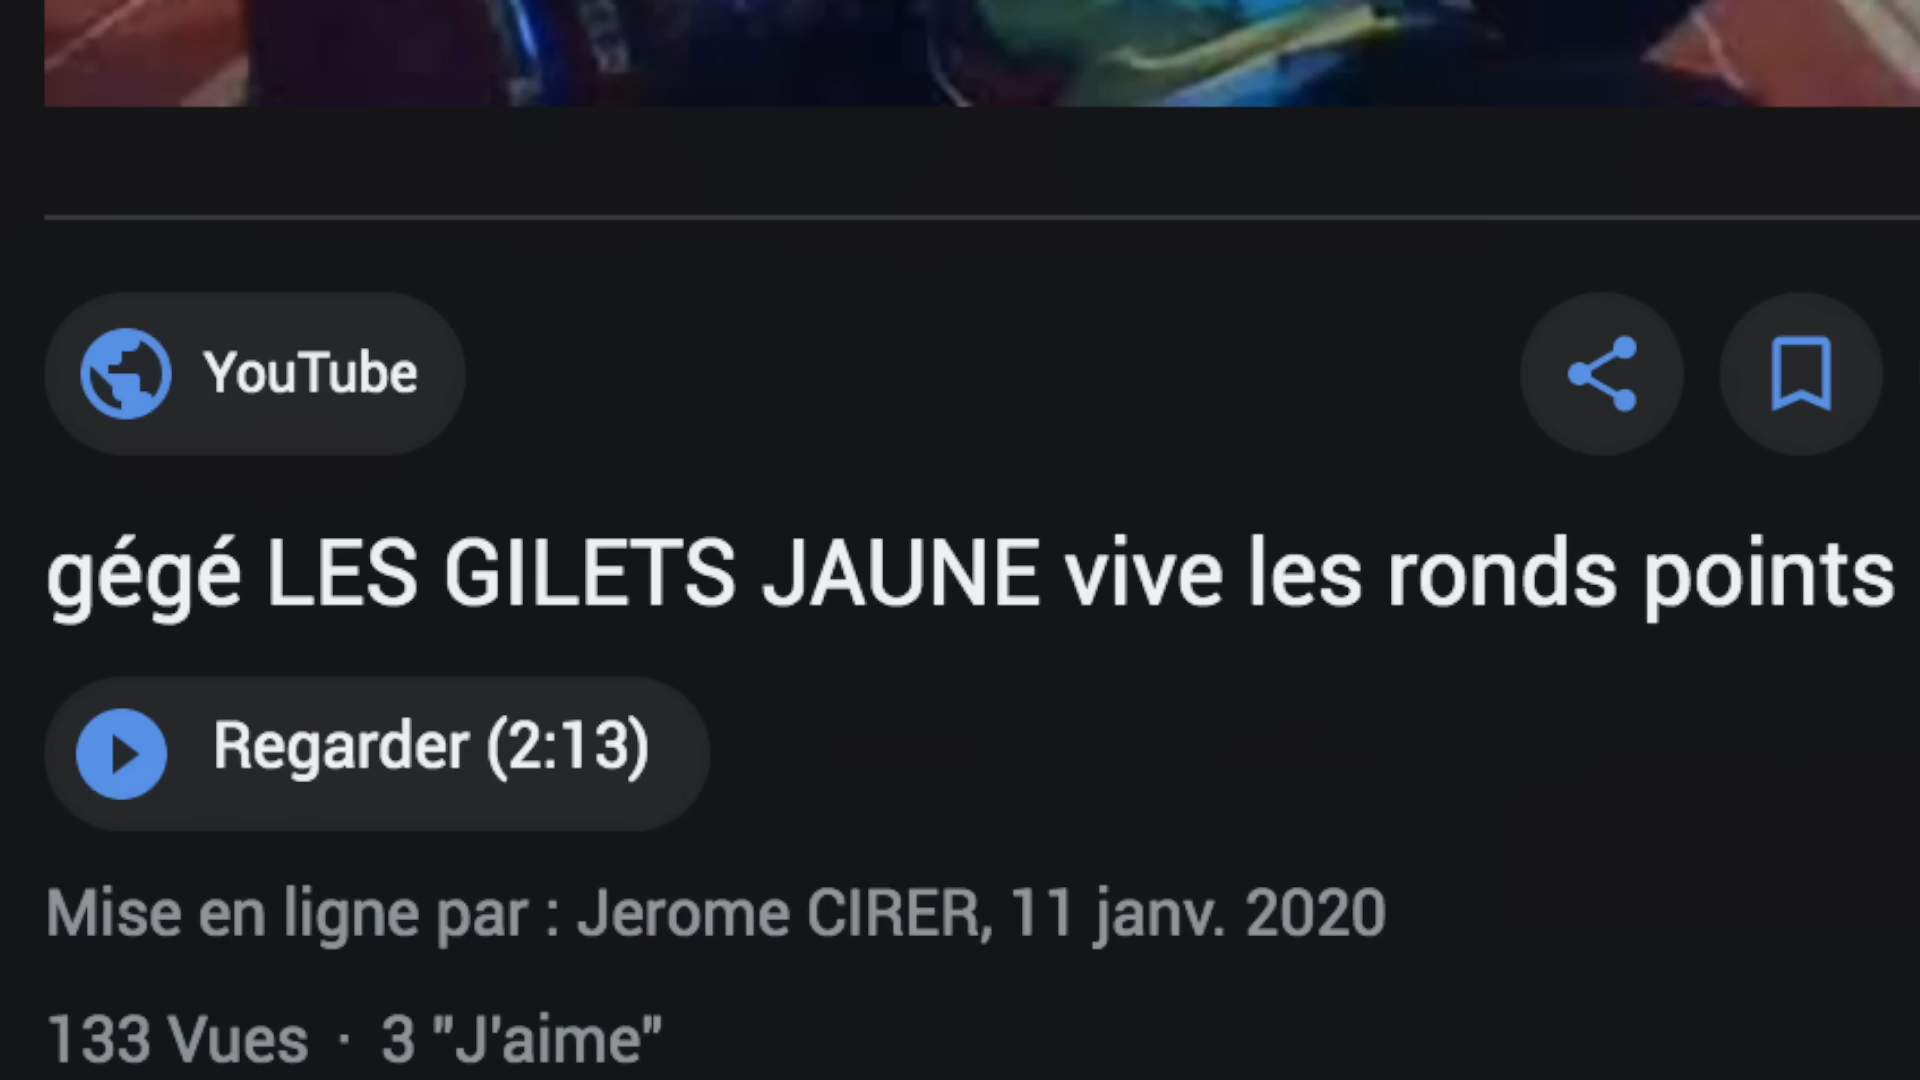 YouTube
gégé LES GILETS JAUNE vive les ronds points
Regarder (2:13)
Mise en ligne par : Jerome CIRER, 11 janv. 2020
133 Vues · 3 "J'aime"